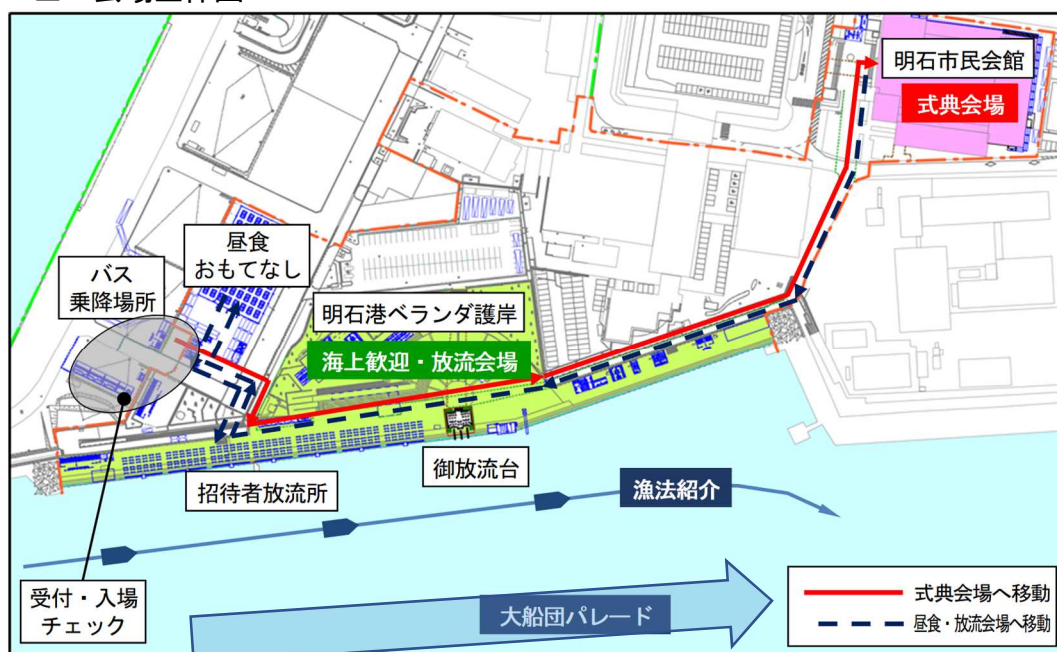 明石市民会館
式典会場
昼食
おもてなし
バス
乗降場所
明石港ベランダ護岸
海上歓迎・放流会場
御放流台
招待者放流所
漁法紹介
受付・入場
チェック
大船団パレード
式典会場へ移動
昼食・放流会場へ移動